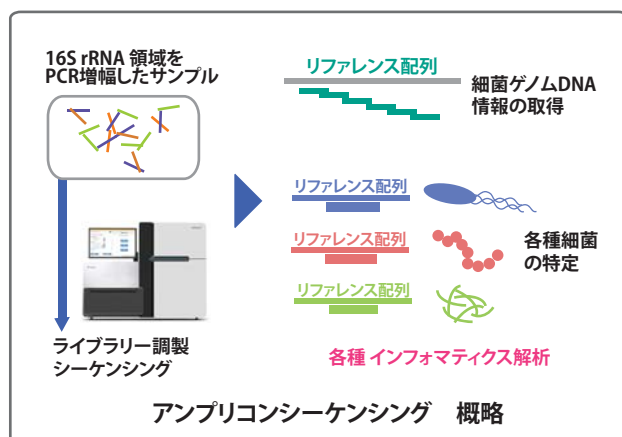 16S rRNA 領域を
PCR増幅したサンプル
ライブラリー調製
シーケンシング
リファレンス配列
細菌ゲノムDNA
情報の取得
リファレンス配列
リファレンス配列
リファレンス配列
各種細菌
の特定
各種 インフォマティクス解析
アンプリコンシーケンシング　概略